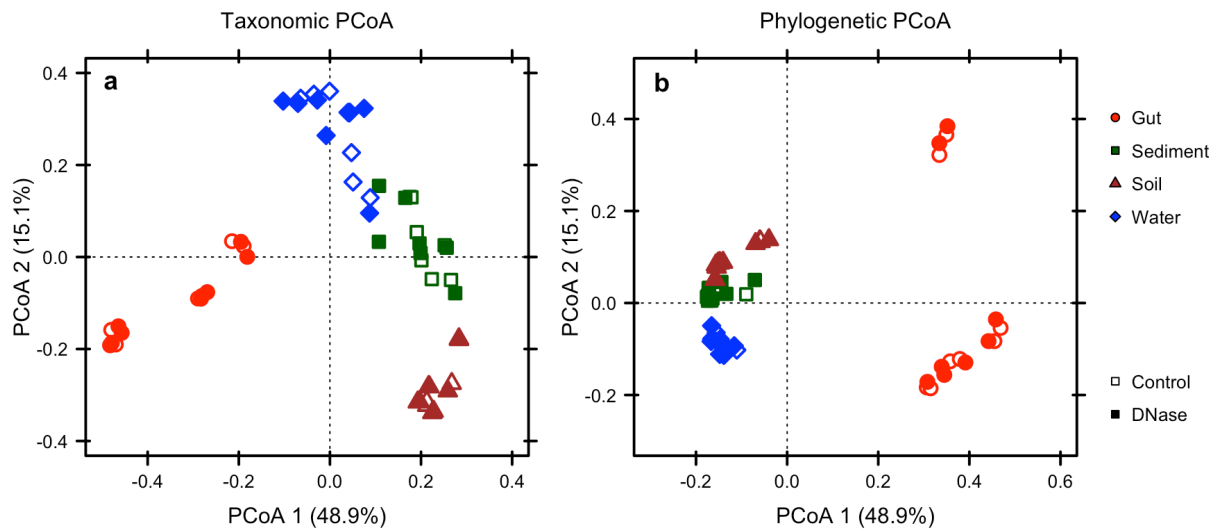 Taxonomic PCoA
Phylogenetic PCoA
a
0.4
0.2
0.0
-0.2
-0.4
PCoA 2 (15.1%)
-0.4
-0.2
0.0
0.2
0.4
PCoA 1 (48.9%)
b
0.4
0.2
0.0
-0.2
PCoA 2 (15.1%)
-0.2
0.0
0.2
0.4
0.6
PCoA 1 (48.9%)
Gut
Sediment
Soil
Water
Control
DNase